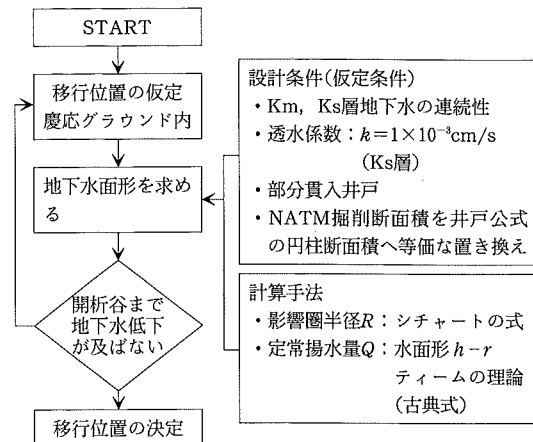 START
移行位置の仮定
慶応グラウンド内
地下水面形を求め
る
開析谷まで
地下水低下
が及ばない
移行位置の決定
設計条件(仮定条件)
・Km，Ks層地下水の連続性
・透水係数：k＝1×10⁻³cm/s
(Ks層)
・部分貫入井戸
・NATM掘削断面積を井戸公式
の円柱断面積へ等価な置き換え
計算手法
・影響圏半径R：シチャートの式
・定常揚水量Q：水面形 h－r
ティームの理論
(古典式)